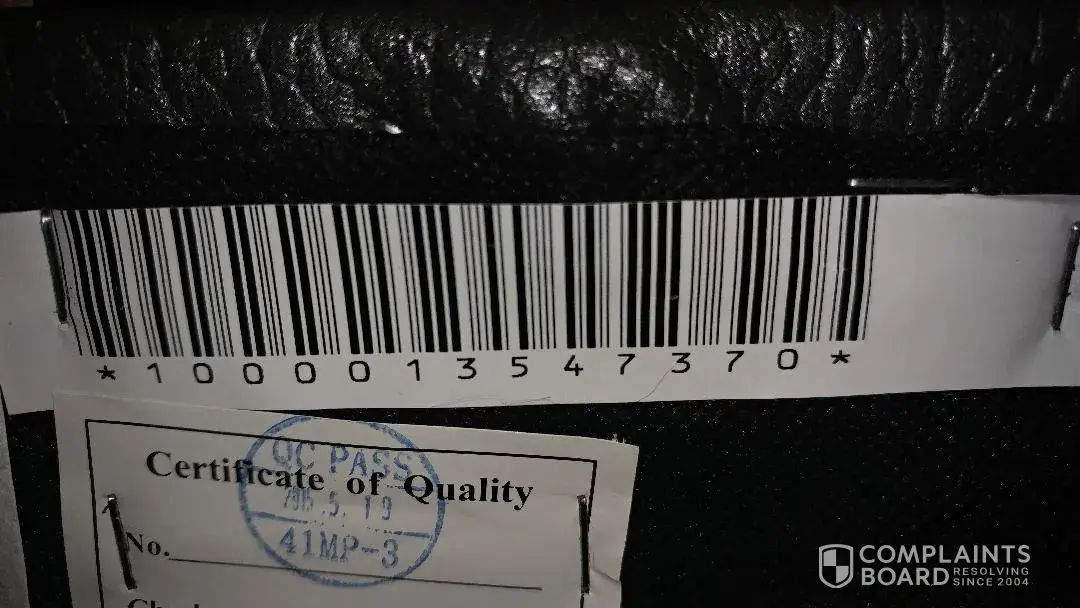 *1000013547370*
Certificate of Quality
QC PASS
41MP-3
No.
COMPLAINTS
BOARD RESOLVING
SINCE 2004